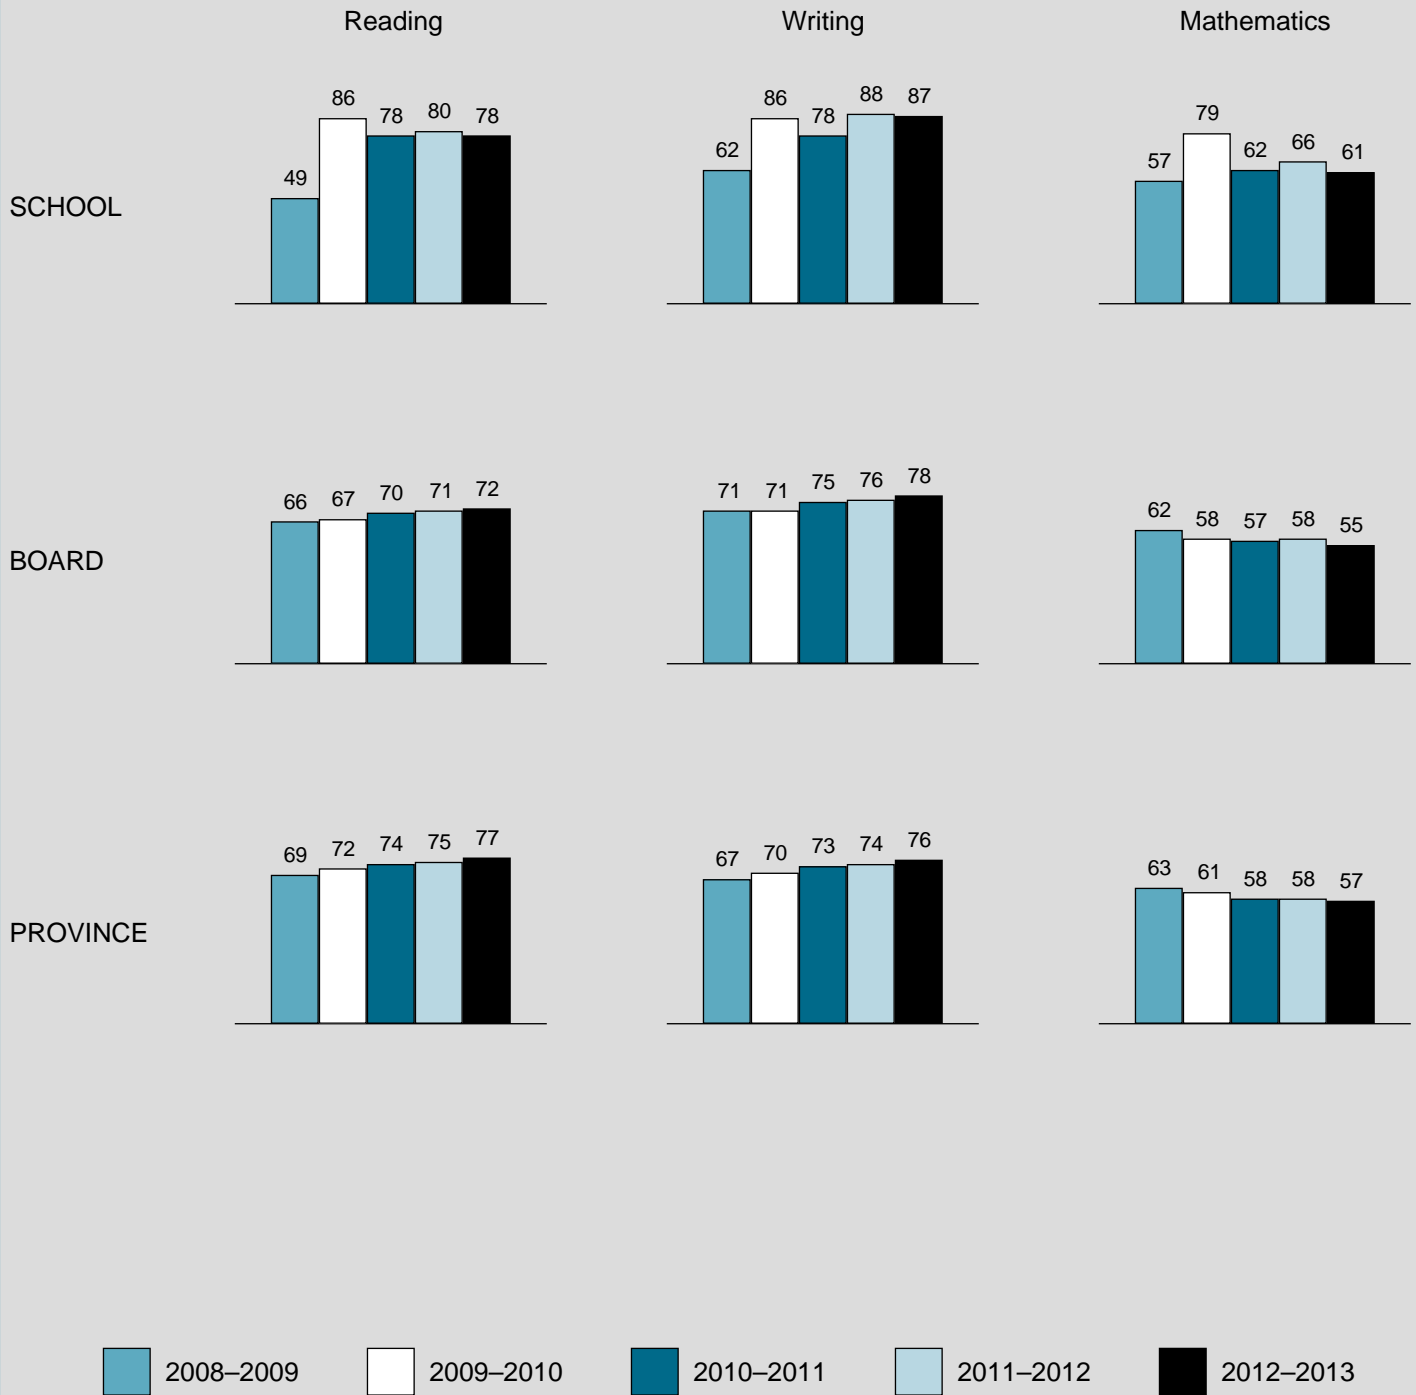 Reading Writing Mathematics
SCHOOL
49 86 78 80 78
62 86 78 88 87
57 79 62 66 61
BOARD
66 67 70 71 72
71 71 75 76 78
62 58 57 58 55
PROVINCE
69 72 74 75 77
67 70 73 74 76
63 61 58 58 57
2008–2009 2009–2010 2010–2011 2011–2012 2012–2013